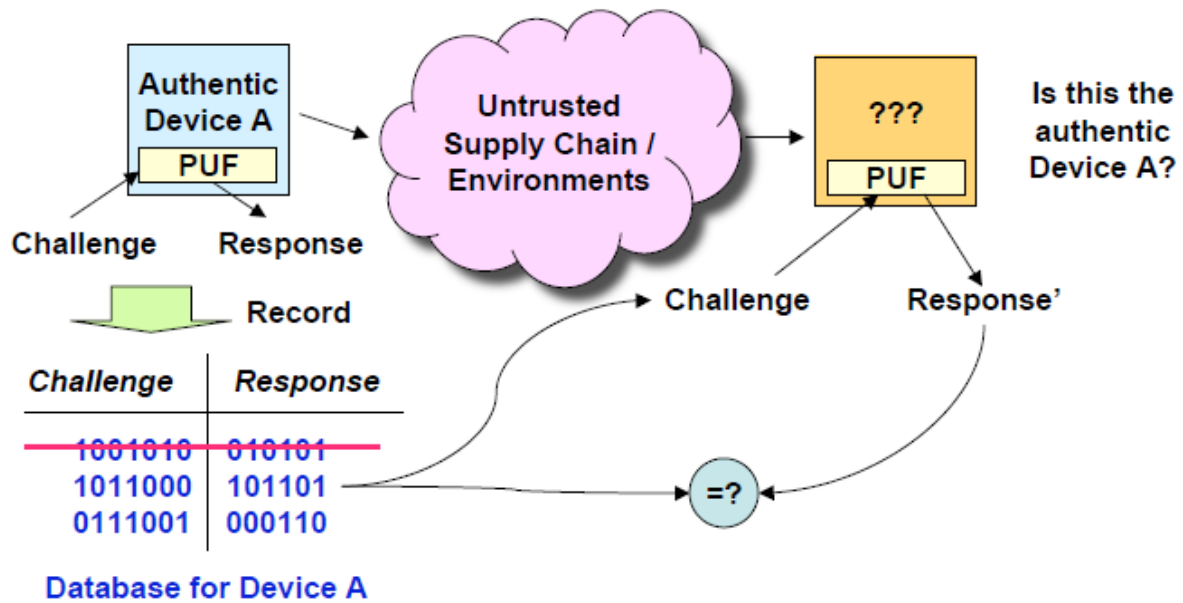 Authentic
Device A
PUF
Challenge
Response
Untrusted
Supply Chain /
Environments
???
PUF
Is this the
authentic
Device A?
Challenge
Response’
Record
Challenge Response
1001010 010101
1011000 101101
0111001 000110
=?
Database for Device A